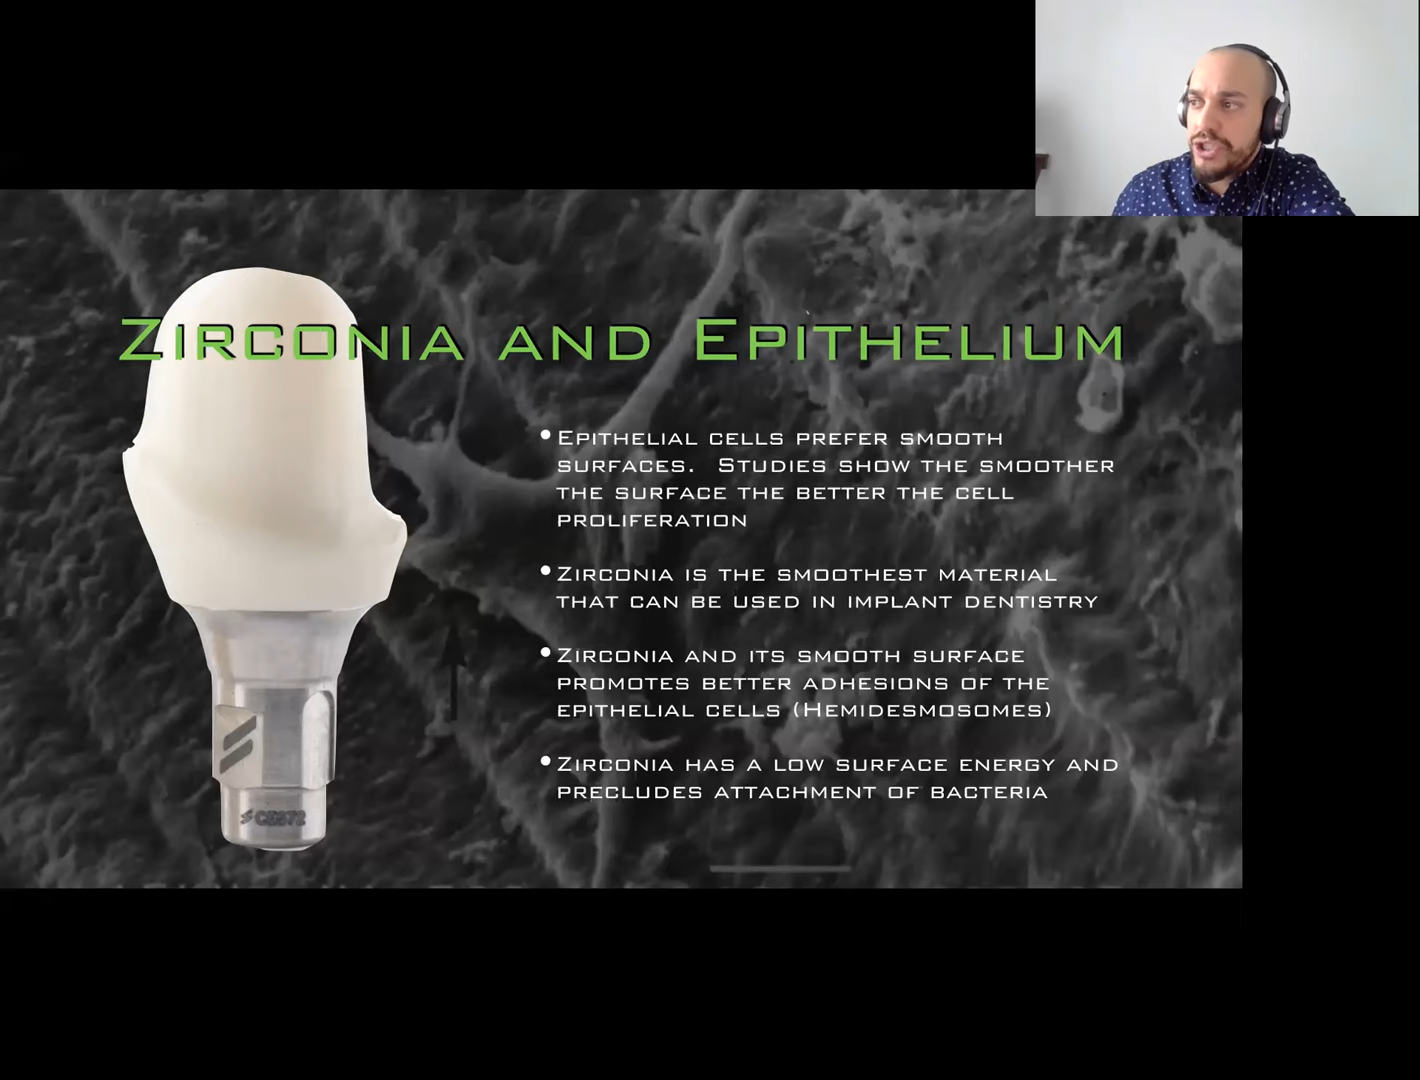 Zirconia and Epithelium
• Epithelial cells prefer smooth
surfaces. Studies show the smoother
the surface the better the cell
proliferation
• Zirconia is the smoothest material
that can be used in implant dentistry
• Zirconia and its smooth surface
promotes better adhesions of the
epithelial cells (Hemidesmosomes)
• Zirconia has a low surface energy and
precludes attachment of bacteria